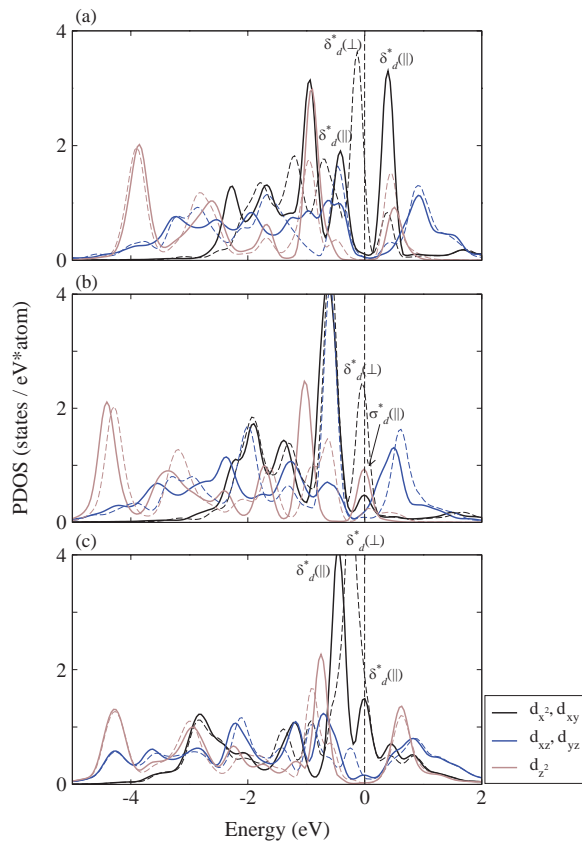 (a)
4
δ*d(⊥)
δ*d(||)
δ*d(||)
2
0
(b)
4
δ*d(⊥)
σ*d(||)
2
0
PDOS (states / eV*atom)
(c)
4
δ*d(⊥)
δ*d(||)
δ*d(||)
2
0
-4 -2 0 2
Energy (eV)
dx², dxy
dxz, dyz
dz²